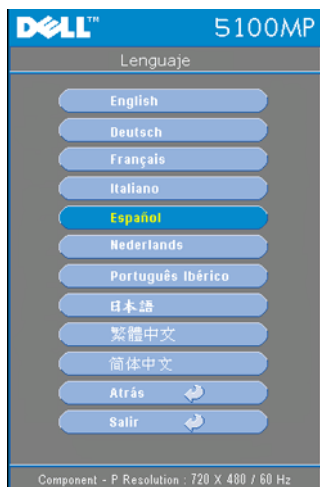 DELL™ 5100MP
Lenguaje
English
Deutsch
Français
Italiano
Español
Nederlands
Português Ibérico
日本語
繁體中文
简体中文
Atrás
Salir
Component - P Resolution : 720 X 480 / 60 Hz